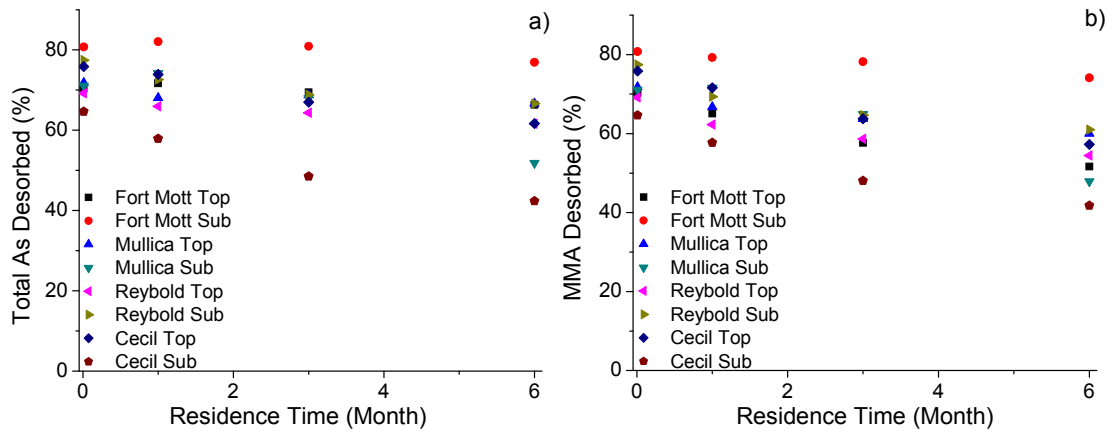 a)
Total As Desorbed (%)
80
60
40
20
0
Fort Mott Top
Fort Mott Sub
Mullica Top
Mullica Sub
Reybold Top
Reybold Sub
Cecil Top
Cecil Sub
0 2 4 6
Residence Time (Month)
b)
MMA Desorbed (%)
80
60
40
20
0
Fort Mott Top
Fort Mott Sub
Mullica Top
Mullica Sub
Reybold Top
Reybold Sub
Cecil Top
Cecil Sub
0 2 4 6
Residence Time (Month)